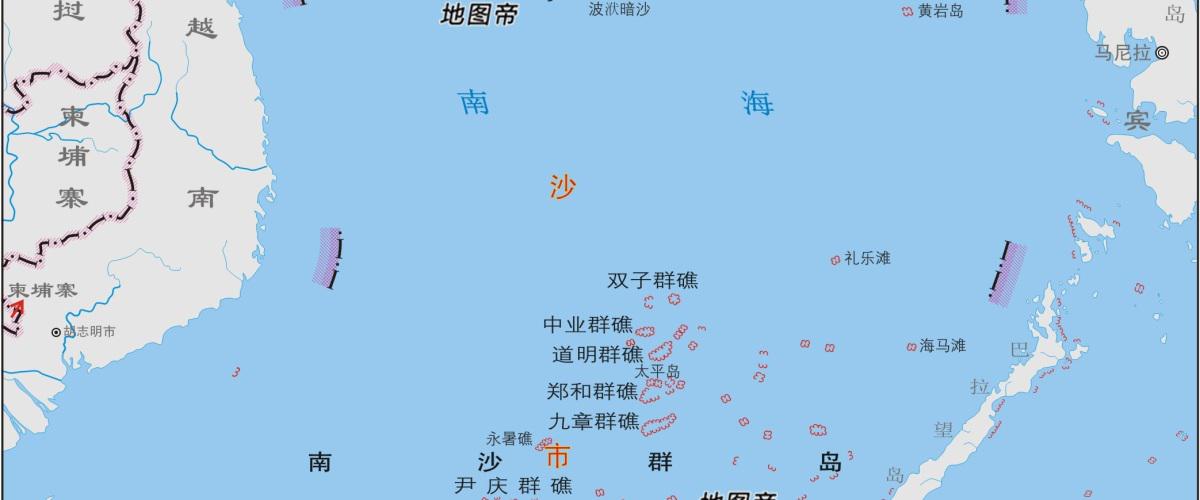 挝
地图帝
波洑暗沙
黄岩岛
岛
越
马尼拉
南 海
柬埔寨
宾
沙
南
礼乐滩
双子群礁
柬埔寨
胡志明市
中业群礁
道明群礁
海马滩
巴拉望岛
太平岛
郑和群礁
九章群礁
永暑礁
市
南沙群岛
尹庆群礁
地图帝